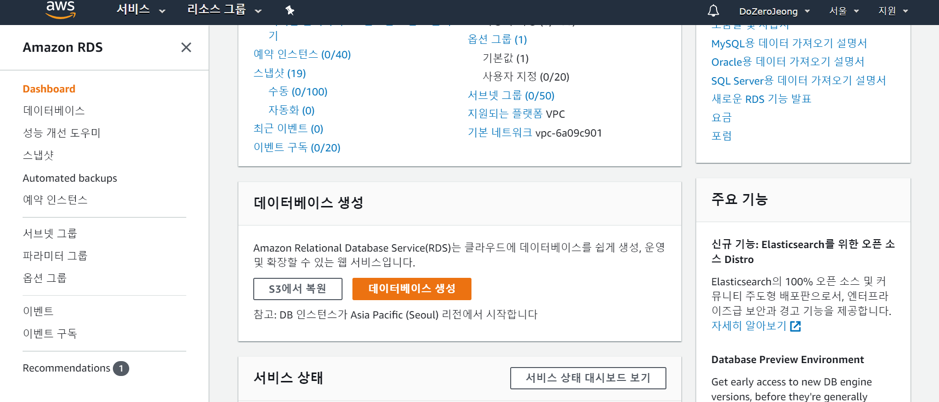 aws
서비스
리소스 그룹
DoZeroJeong
서울
지원
Amazon RDS
Dashboard
데이터베이스
성능 개선 도우미
스냅샷
Automated backups
예약 인스턴스
서브넷 그룹
파라미터 그룹
옵션 그룹
이벤트
이벤트 구독
Recommendations 1
기
예약 인스턴스 (0/40)
스냅샷 (19)
수동 (0/100)
자동화 (0)
최근 이벤트 (0)
이벤트 구독 (0/20)
옵션 그룹 (1)
기본값 (1)
사용자 지정 (0/20)
서브넷 그룹 (0/50)
지원되는 플랫폼 VPC
기본 네트워크 vpc-6a09c901
데이터베이스 생성
Amazon Relational Database Service(RDS)는 클라우드에 데이터베이스를 쉽게 생성, 운영
및 확장할 수 있는 웹 서비스입니다.
S3에서 복원
데이터베이스 생성
참고: DB 인스턴스가 Asia Pacific (Seoul) 리전에서 시작합니다
서비스 상태
서비스 상태 대시보드 보기
MySQL용 데이터 가져오기 설명서
Oracle용 데이터 가져오기 설명서
SQL Server용 데이터 가져오기 설명서
새로운 RDS 기능 발표
요금
포럼
주요 기능
신규 기능: Elasticsearch를 위한 오픈 소
스 Distro
Elasticsearch의 100% 오픈 소스 및 커
뮤니티 주도형 배포판으로서, 엔터프라
이즈급 보안과 경고 기능을 제공합니다.
자세히 알아보기
Database Preview Environment
Get early access to new DB engine
versions, before they're generally